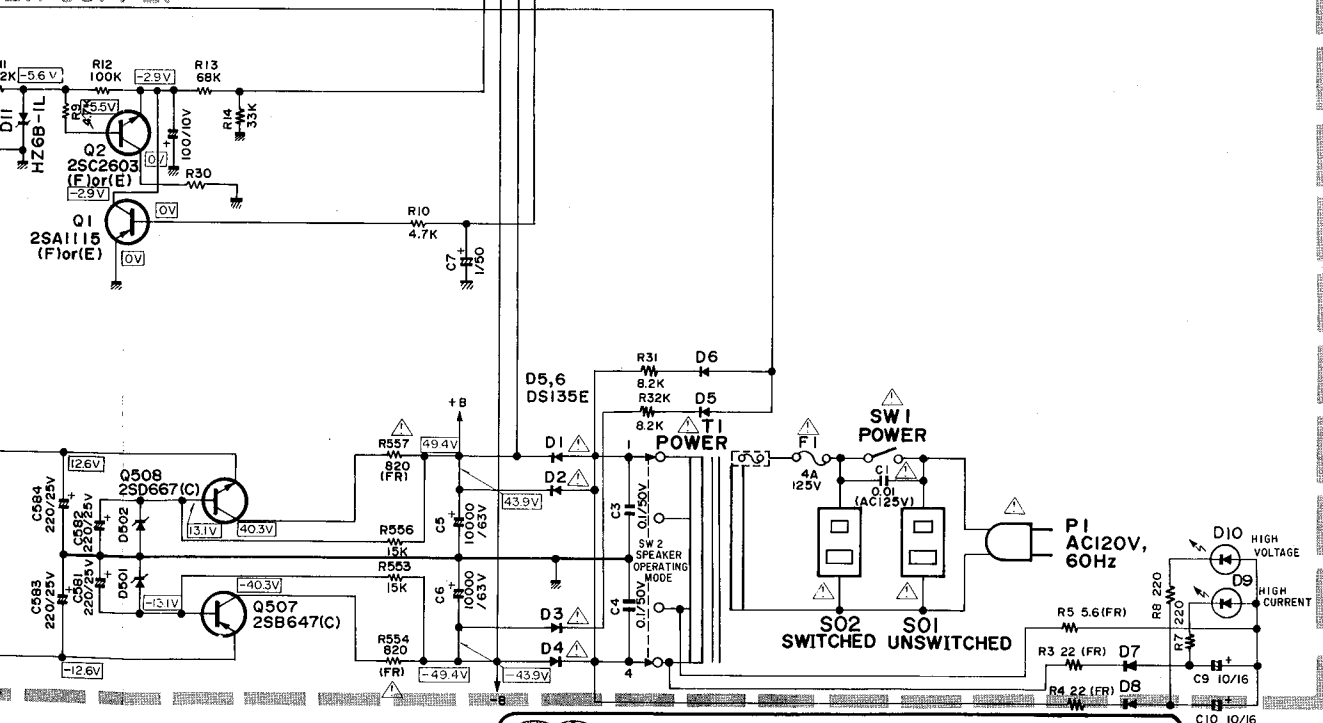 R12
100K
-2.9V
R13
68K
2K
-5.6V
D11
HZ6B-1L
R9
4.7K
-5.5V
Q2
2SC2603
(F)or(E)
0V
100/10V
R14
33K
R30
-2.9V
Q1
2SA1115
(F)or(E)
0V
0V
R10
4.7K
C7
1/50
R31
8.2K
D6
R32K
8.2K
D5
D5,6
DS135E
+B
T1
POWER
F1
4A
125V
SW1
POWER
C1
0.01
(AC125V)
P1
AC120V,
60Hz
SO2
SWITCHED
SO1
UNSWITCHED
R557
820
(FR)
49.4V
D1
D2
43.9V
12.6V
Q508
2SD667(C)
C584
220/25V
C582
220/25V
D502
13.1V
40.3V
R556
15K
C5
10000
/63V
C3
0.1/50V
1
SW2
SPEAKER
OPERATING
MODE
R553
15K
C583
220/25V
C581
220/25V
D501
-13.1V
-40.3V
Q507
2SB647(C)
C6
10000
/63V
C4
0.1/50V
D3
D4
4
R554
820
(FR)
-49.4V
-43.9V
-12.6V
-B
D10
HIGH
VOLTAGE
D9
HIGH
CURRENT
R8 220
R7 220
R5 5.6(FR)
R3 22 (FR)
D7
C9 10/16
R4 22 (FR)
D8
C10 10/16